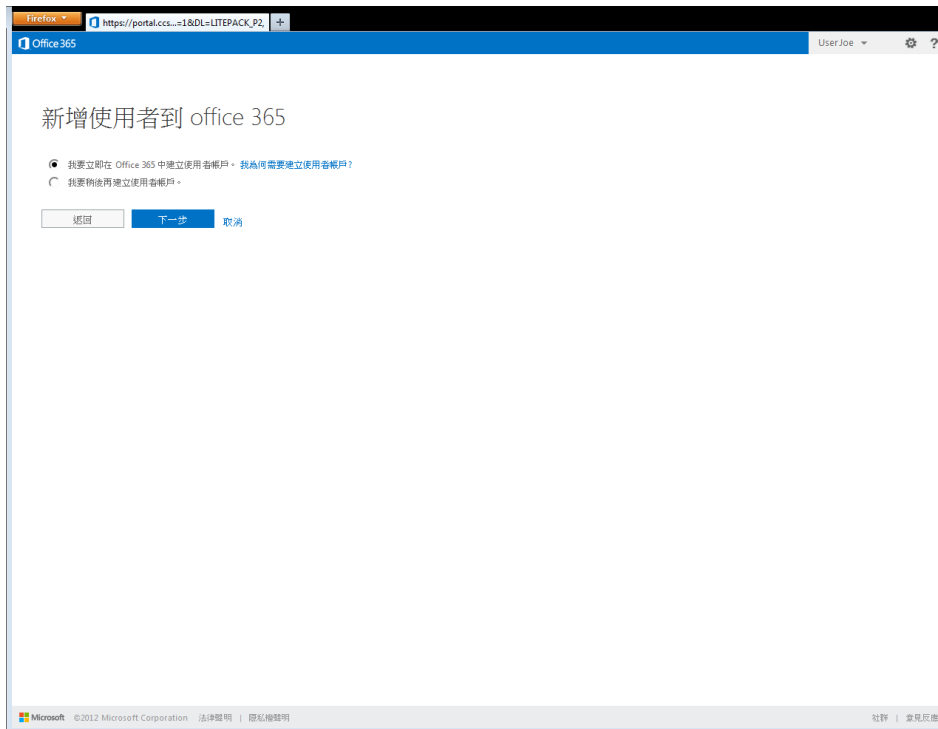 Firefox
https://portal.ccs...=1&DL=LITEPACK_P2,
Office 365
User Joe
?
新增使用者到 office 365
我要立即在 Office 365 中建立使用者帳戶。 我為何需要建立使用者帳戶?
我要稍後再建立使用者帳戶。
返回
下一步
取消
Microsoft ©2012 Microsoft Corporation 法律聲明 | 隱私權聲明
社群 | 意見反應